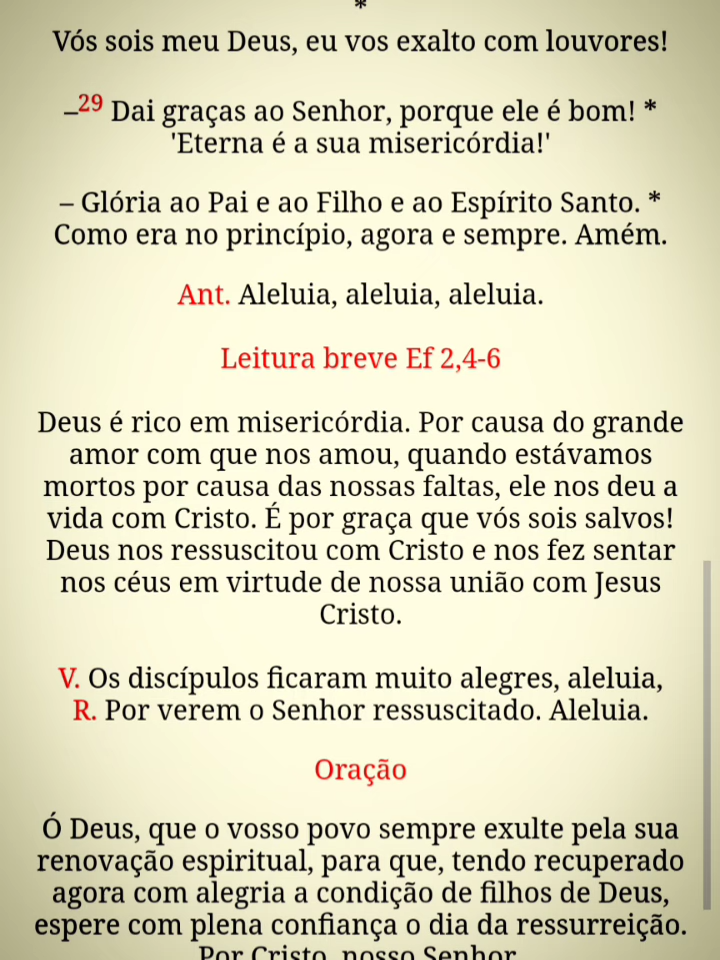 *
Vós sois meu Deus, eu vos exalto com louvores!
–29 Dai graças ao Senhor, porque ele é bom! *
'Eterna é a sua misericórdia!'
– Glória ao Pai e ao Filho e ao Espírito Santo. *
Como era no princípio, agora e sempre. Amém.
Ant. Aleluia, aleluia, aleluia.
Leitura breve Ef 2,4-6
Deus é rico em misericórdia. Por causa do grande
amor com que nos amou, quando estávamos
mortos por causa das nossas faltas, ele nos deu a
vida com Cristo. É por graça que vós sois salvos!
Deus nos ressuscitou com Cristo e nos fez sentar
nos céus em virtude de nossa união com Jesus
Cristo.
V. Os discípulos ficaram muito alegres, aleluia,
R. Por verem o Senhor ressuscitado. Aleluia.
Oração
Ó Deus, que o vosso povo sempre exulte pela sua
renovação espiritual, para que, tendo recuperado
agora com alegria a condição de filhos de Deus,
espere com plena confiança o dia da ressurreição.
Por Cristo, nosso Senhor.